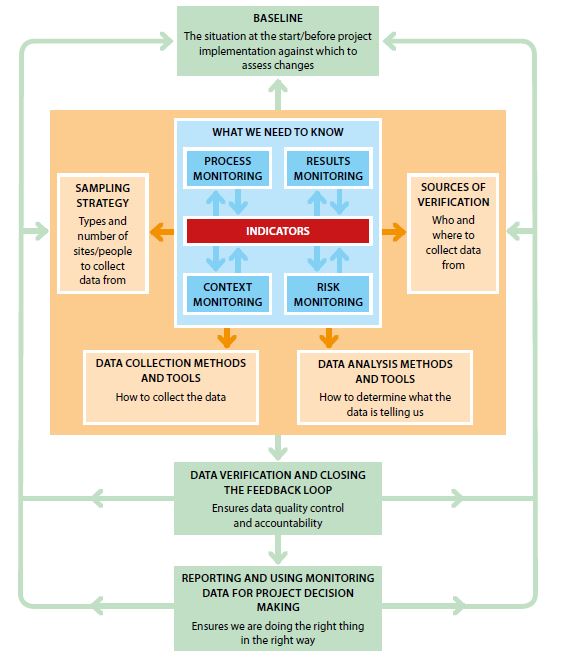 BASELINE
The situation at the start/before project
implementation against which to
assess changes
WHAT WE NEED TO KNOW
PROCESS
MONITORING
RESULTS
MONITORING
SAMPLING
STRATEGY
Types and
number of
sites/people
to collect
data from
INDICATORS
SOURCES OF
VERIFICATION
Who and
where to
collect data
from
CONTEXT
MONITORING
RISK
MONITORING
DATA COLLECTION METHODS
AND TOOLS
How to collect the data
DATA ANALYSIS METHODS
AND TOOLS
How to determine what the
data is telling us
DATA VERIFICATION AND CLOSING
THE FEEDBACK LOOP
Ensures data quality control
and accountability
REPORTING AND USING MONITORING
DATA FOR PROJECT DECISION
MAKING
Ensures we are doing the right thing
in the right way